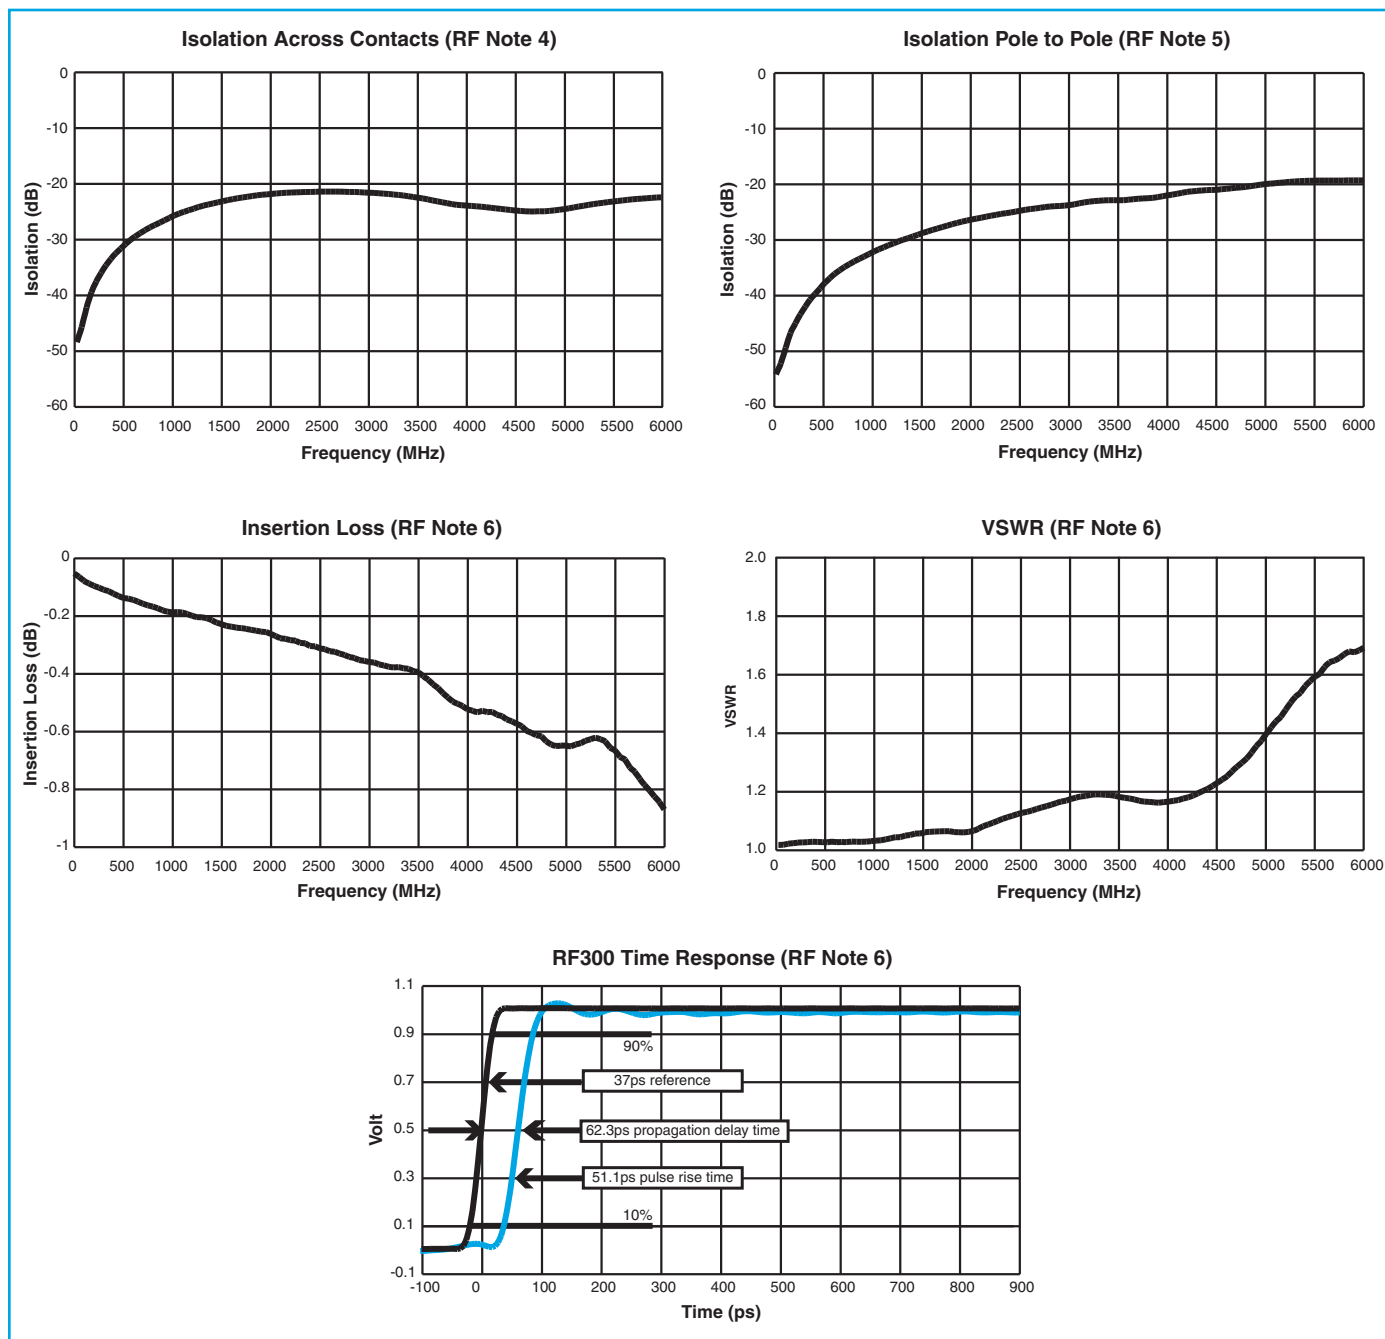 Isolation Across Contacts (RF Note 4)
0
-10
-20
-30
-40
-50
-60
Isolation (dB)
0 500 1000 1500 2000 2500 3000 3500 4000 4500 5000 5500 6000
Frequency (MHz)
Isolation Pole to Pole (RF Note 5)
0
-10
-20
-30
-40
-50
-60
Isolation (dB)
0 500 1000 1500 2000 2500 3000 3500 4000 4500 5000 5500 6000
Frequency (MHz)
Insertion Loss (RF Note 6)
0
-0.2
-0.4
-0.6
-0.8
-1
Insertion Loss (dB)
0 500 1000 1500 2000 2500 3000 3500 4000 4500 5000 5500 6000
Frequency (MHz)
VSWR (RF Note 6)
2.0
1.8
1.6
1.4
1.2
1.0
VSWR
0 500 1000 1500 2000 2500 3000 3500 4000 4500 5000 5500 6000
Frequency (MHz)
RF300 Time Response (RF Note 6)
1.1
0.9
0.7
0.5
0.3
0.1
-0.1
Volt
90%
37ps reference
62.3ps propagation delay time
51.1ps pulse rise time
10%
-100 0 100 200 300 400 500 600 700 800 900
Time (ps)